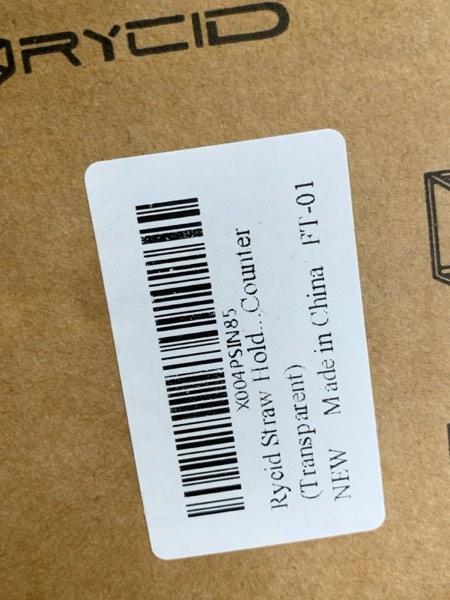 RYCID
X004PSIN85
Rycid Straw Hold...Counter
(Transparent)
NEW Made in China FT-01